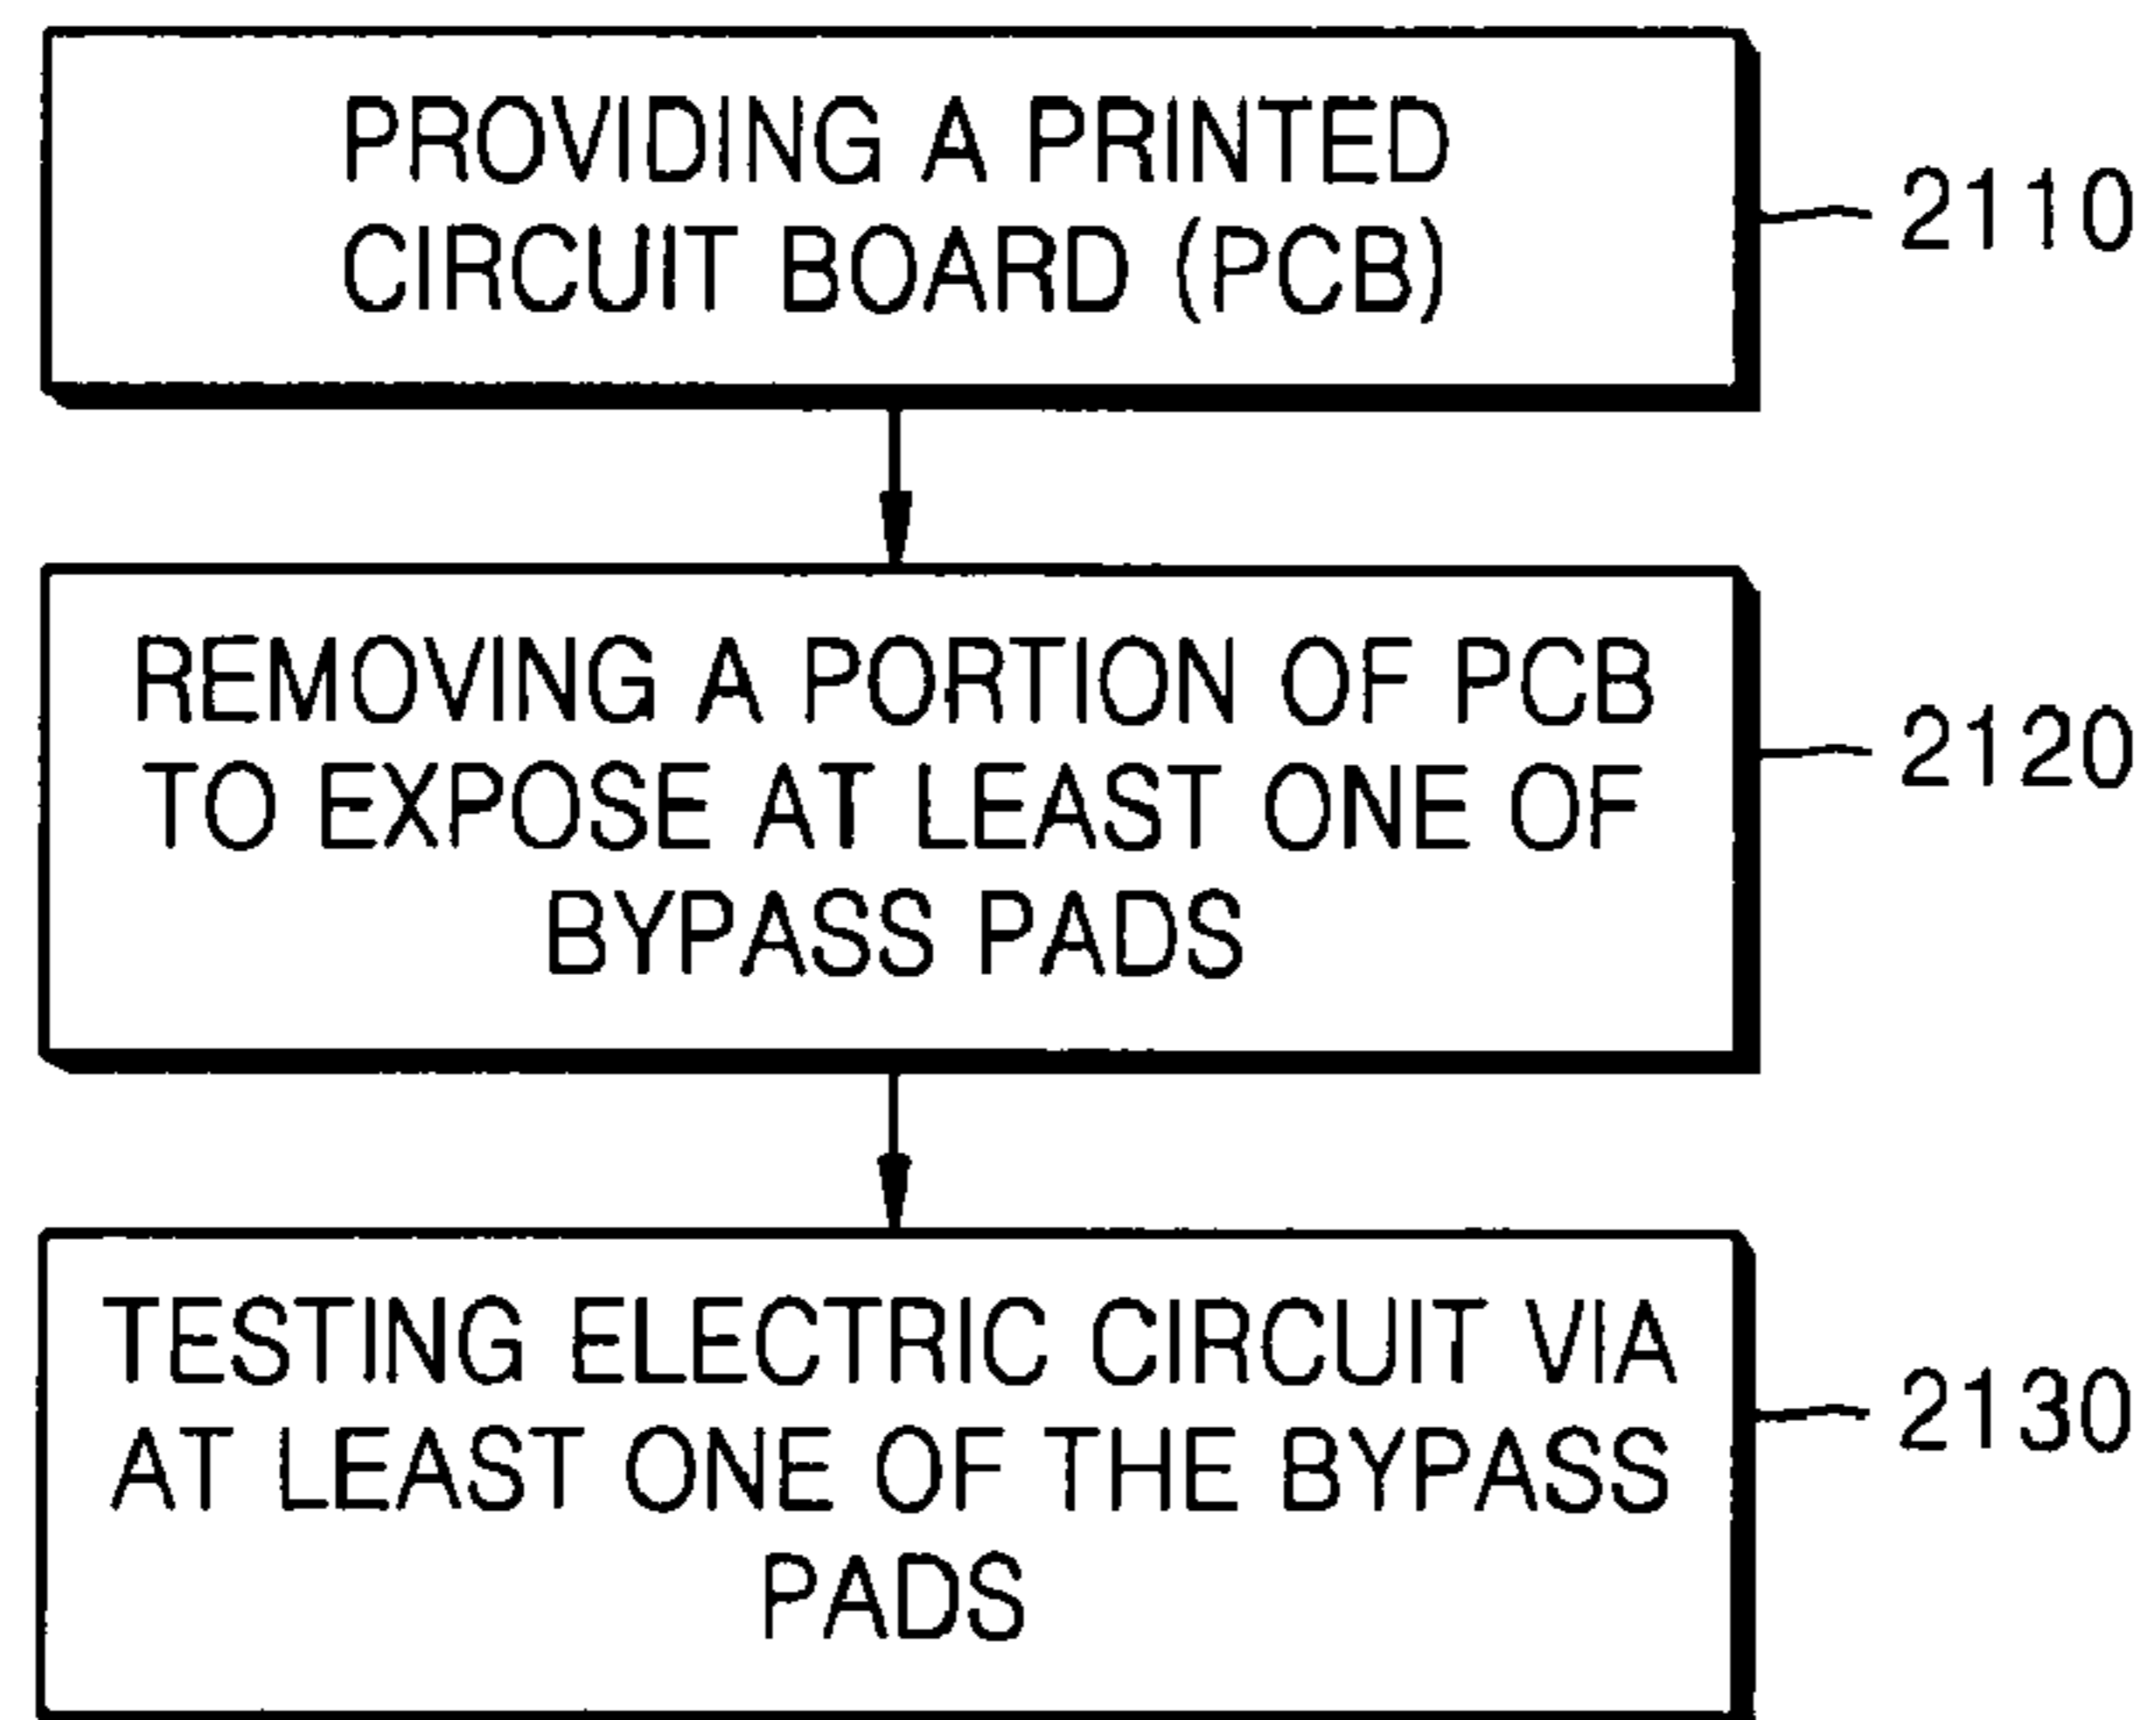 PROVIDING A PRINTED
CIRCUIT BOARD (PCB)
2110
REMOVING A PORTION OF PCB
TO EXPOSE AT LEAST ONE OF
BYPASS PADS
2120
TESTING ELECTRIC CIRCUIT VIA
AT LEAST ONE OF THE BYPASS
PADS
2130